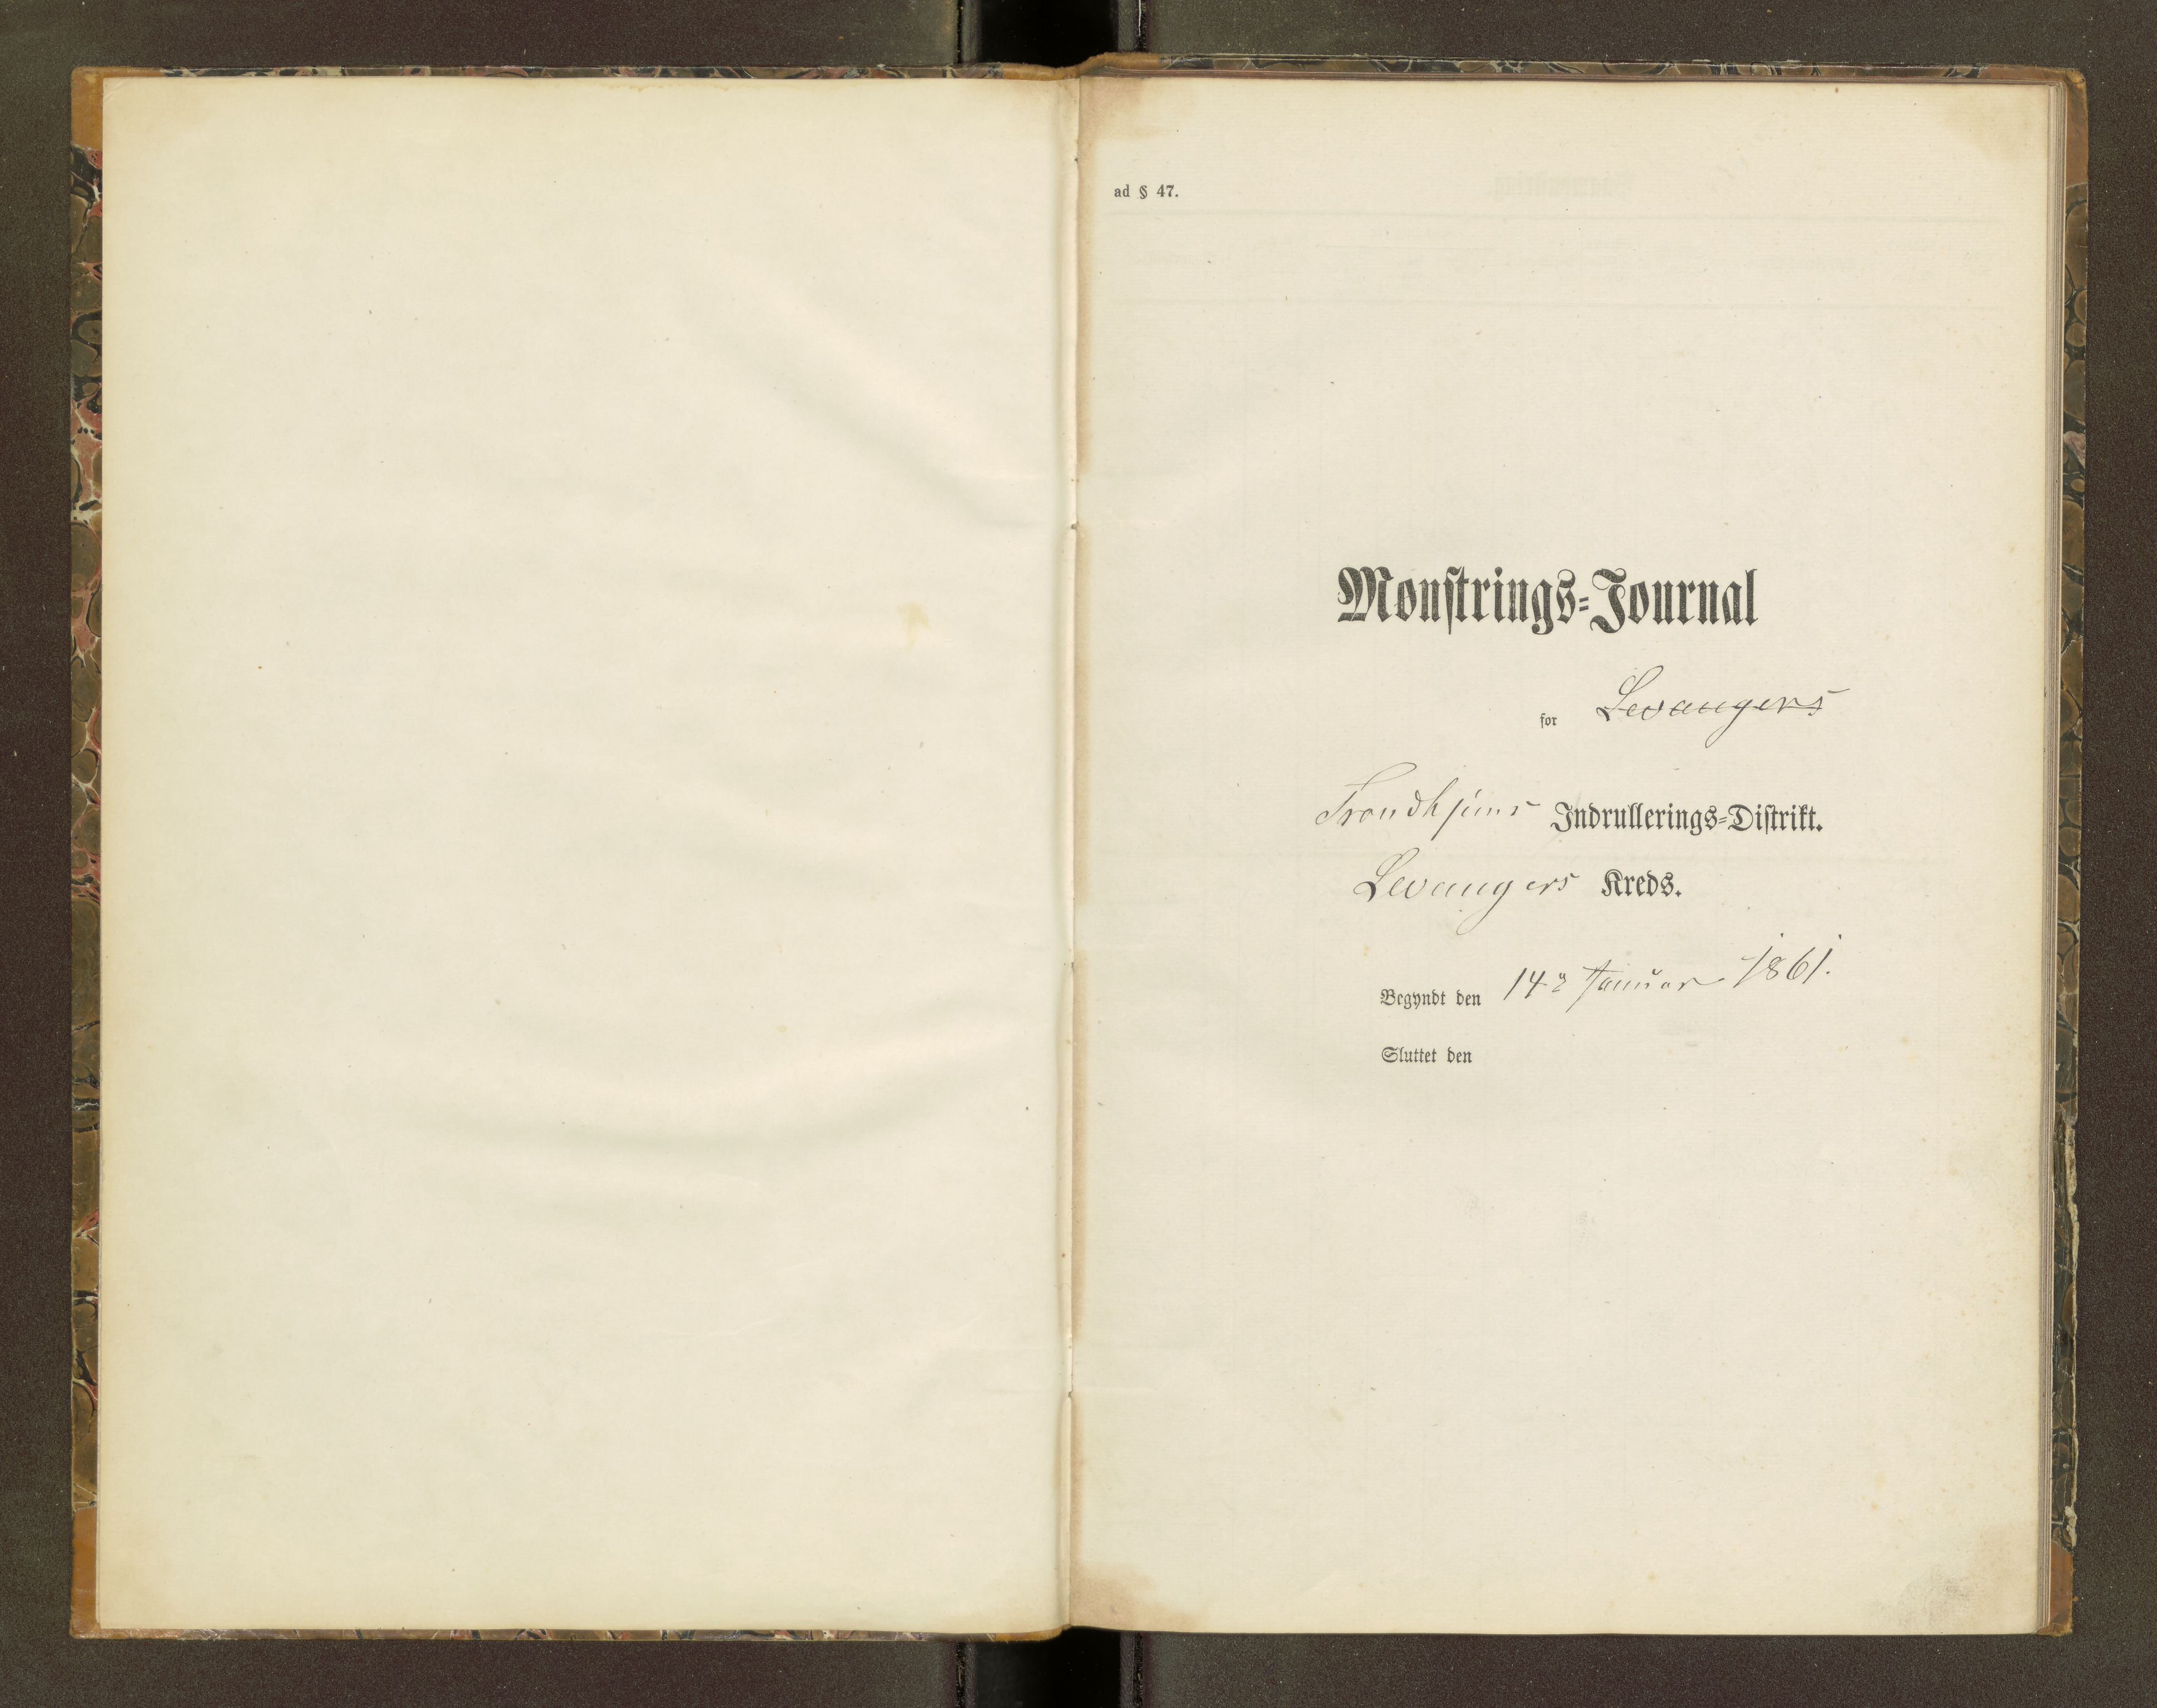 ad § 47.
Mønstrings-Journal
for Levangers
Trondhjems Indrullerings-Distrikt.
Levangers Kreds.
Begyndt den 14de Januar 1861.
Sluttet den